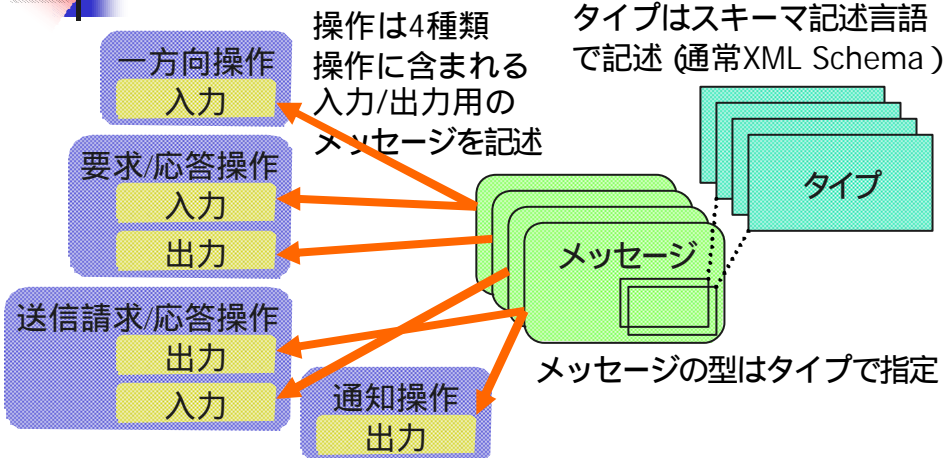 操作は4種類
操作に含まれる
入力/出力用の
メッセージを記述
タイプはスキーマ記述言語
で記述(通常XML Schema)
一方向操作
入力
要求/応答操作
入力
出力
送信請求/応答操作
出力
入力
通知操作
出力
メッセージ
タイプ
メッセージの型はタイプで指定